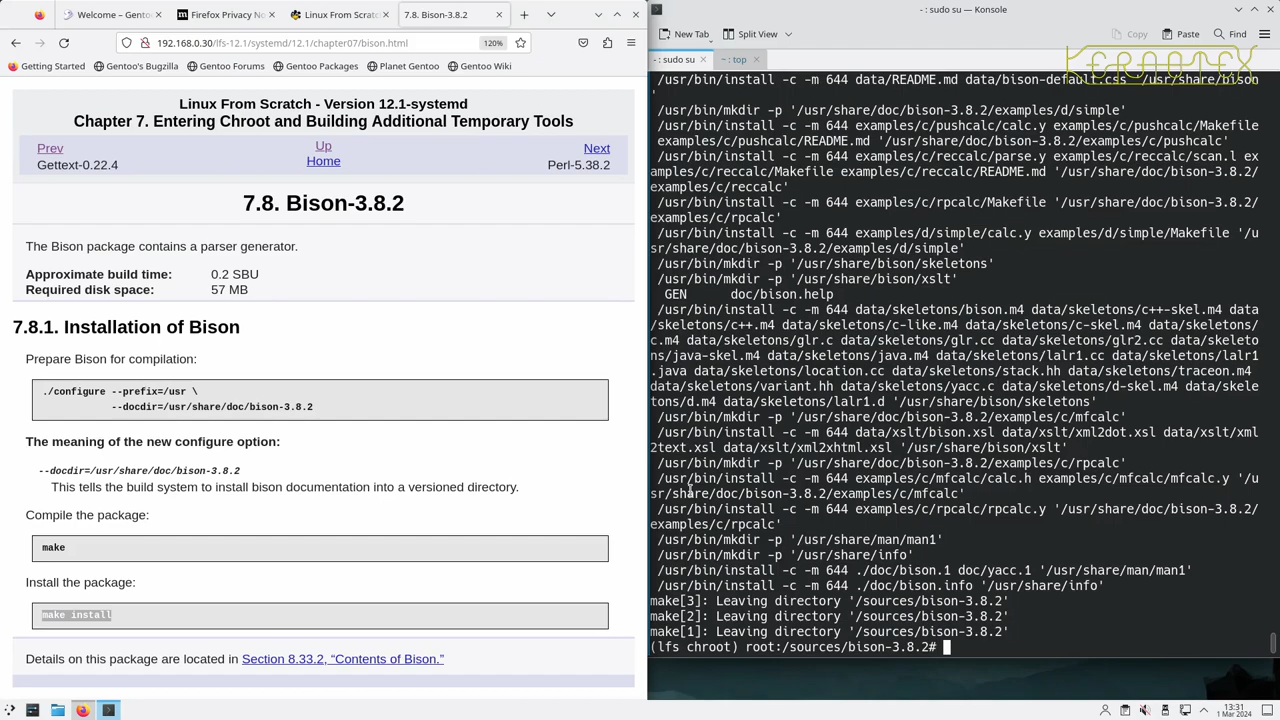 Welcome – Gento
Firefox Privacy No
Linux From Scratc
7.8. Bison-3.8.2
192.168.0.30/lfs-12.1/systemd/12.1/chapter07/bison.html
120%
Getting Started
Gentoo's Bugzilla
Gentoo Forums
Gentoo Packages
Planet Gentoo
Gentoo Wiki
Linux From Scratch - Version 12.1-systemd
Chapter 7. Entering Chroot and Building Additional Temporary Tools
Prev
Up
Next
Gettext-0.22.4
Home
Perl-5.38.2
7.8. Bison-3.8.2
The Bison package contains a parser generator.
Approximate build time: 0.2 SBU
Required disk space: 57 MB
7.8.1. Installation of Bison
Prepare Bison for compilation:
./configure --prefix=/usr \
--docdir=/usr/share/doc/bison-3.8.2
The meaning of the new configure option:
--docdir=/usr/share/doc/bison-3.8.2
This tells the build system to install bison documentation into a versioned directory.
Compile the package:
make
Install the package:
make install
Details on this package are located in Section 8.33.2, “Contents of Bison.”
- : sudo su — Konsole
New Tab
Split View
Copy
Paste
Find
- : sudo su
~ : top
KERNOTEX
/usr/bin/install -c -m 644 data/README.md data/bison-default.css '/usr/share/bison
'
/usr/bin/mkdir -p '/usr/share/doc/bison-3.8.2/examples/d/simple'
/usr/bin/install -c -m 644 examples/c/pushcalc/calc.y examples/c/pushcalc/Makefile
examples/c/pushcalc/README.md '/usr/share/doc/bison-3.8.2/examples/c/pushcalc'
/usr/bin/install -c -m 644 examples/c/reccalc/parse.y examples/c/reccalc/scan.l ex
amples/c/reccalc/Makefile examples/c/reccalc/README.md '/usr/share/doc/bison-3.8.2/
examples/c/reccalc'
/usr/bin/install -c -m 644 examples/c/rpcalc/Makefile '/usr/share/doc/bison-3.8.2/
examples/c/rpcalc'
/usr/bin/install -c -m 644 examples/d/simple/calc.y examples/d/simple/Makefile '/u
sr/share/doc/bison-3.8.2/examples/d/simple'
/usr/bin/mkdir -p '/usr/share/bison/skeletons'
/usr/bin/mkdir -p '/usr/share/bison/xslt'
GEN doc/bison.help
/usr/bin/install -c -m 644 data/skeletons/bison.m4 data/skeletons/c++-skel.m4 data
/skeletons/c++.m4 data/skeletons/c-like.m4 data/skeletons/c-skel.m4 data/skeletons/
c.m4 data/skeletons/glr.c data/skeletons/glr.cc data/skeletons/glr2.cc data/skeleto
ns/java-skel.m4 data/skeletons/java.m4 data/skeletons/lalr1.cc data/skeletons/lalr1
.java data/skeletons/location.cc data/skeletons/stack.hh data/skeletons/traceon.m4
data/skeletons/variant.hh data/skeletons/yacc.c data/skeletons/d-skel.m4 data/skele
tons/d.m4 data/skeletons/lalr1.d '/usr/share/bison/skeletons'
/usr/bin/mkdir -p '/usr/share/doc/bison-3.8.2/examples/c/mfcalc'
/usr/bin/install -c -m 644 data/xslt/bison.xsl data/xslt/xml2dot.xsl data/xslt/xml
2text.xsl data/xslt/xml2xhtml.xsl '/usr/share/bison/xslt'
/usr/bin/mkdir -p '/usr/share/doc/bison-3.8.2/examples/c/rpcalc'
/usr/bin/install -c -m 644 examples/c/mfcalc/calc.h examples/c/mfcalc/mfcalc.y '/u
sr/share/doc/bison-3.8.2/examples/c/mfcalc'
/usr/bin/install -c -m 644 examples/c/rpcalc/rpcalc.y '/usr/share/doc/bison-3.8.2/
examples/c/rpcalc'
/usr/bin/mkdir -p '/usr/share/man/man1'
/usr/bin/mkdir -p '/usr/share/info'
/usr/bin/install -c -m 644 ./doc/bison.1 doc/yacc.1 '/usr/share/man/man1'
/usr/bin/install -c -m 644 ./doc/bison.info '/usr/share/info'
make[3]: Leaving directory '/sources/bison-3.8.2'
make[2]: Leaving directory '/sources/bison-3.8.2'
make[1]: Leaving directory '/sources/bison-3.8.2'
(lfs chroot) root:/sources/bison-3.8.2#
13:31
1 Mar 2024